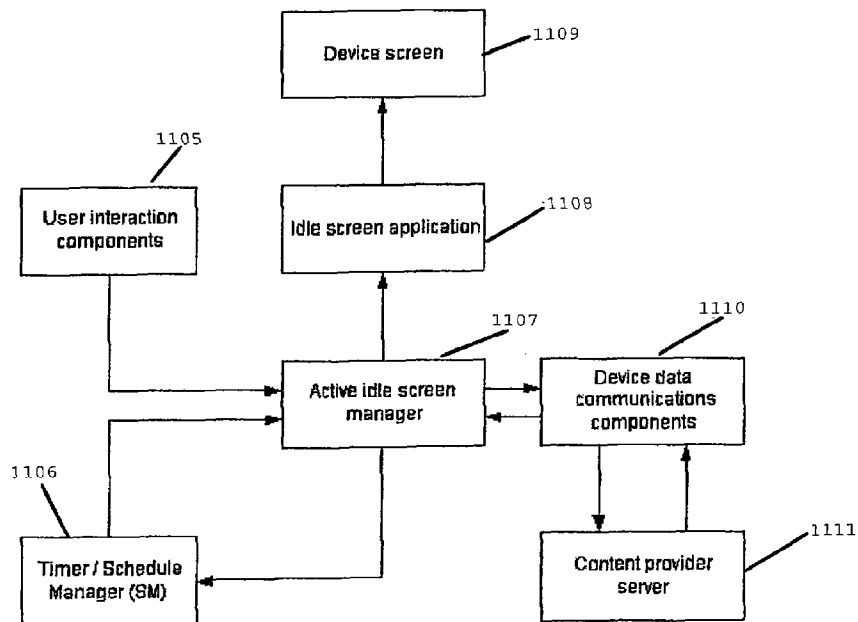 1109
Device screen
1105
User interaction
components
1108
Idle screen application
1107
1110
Active idle screen
manager
Device data
communications
components
1106
Timer / Schedule
Manager (SM)
1111
Content provider
server